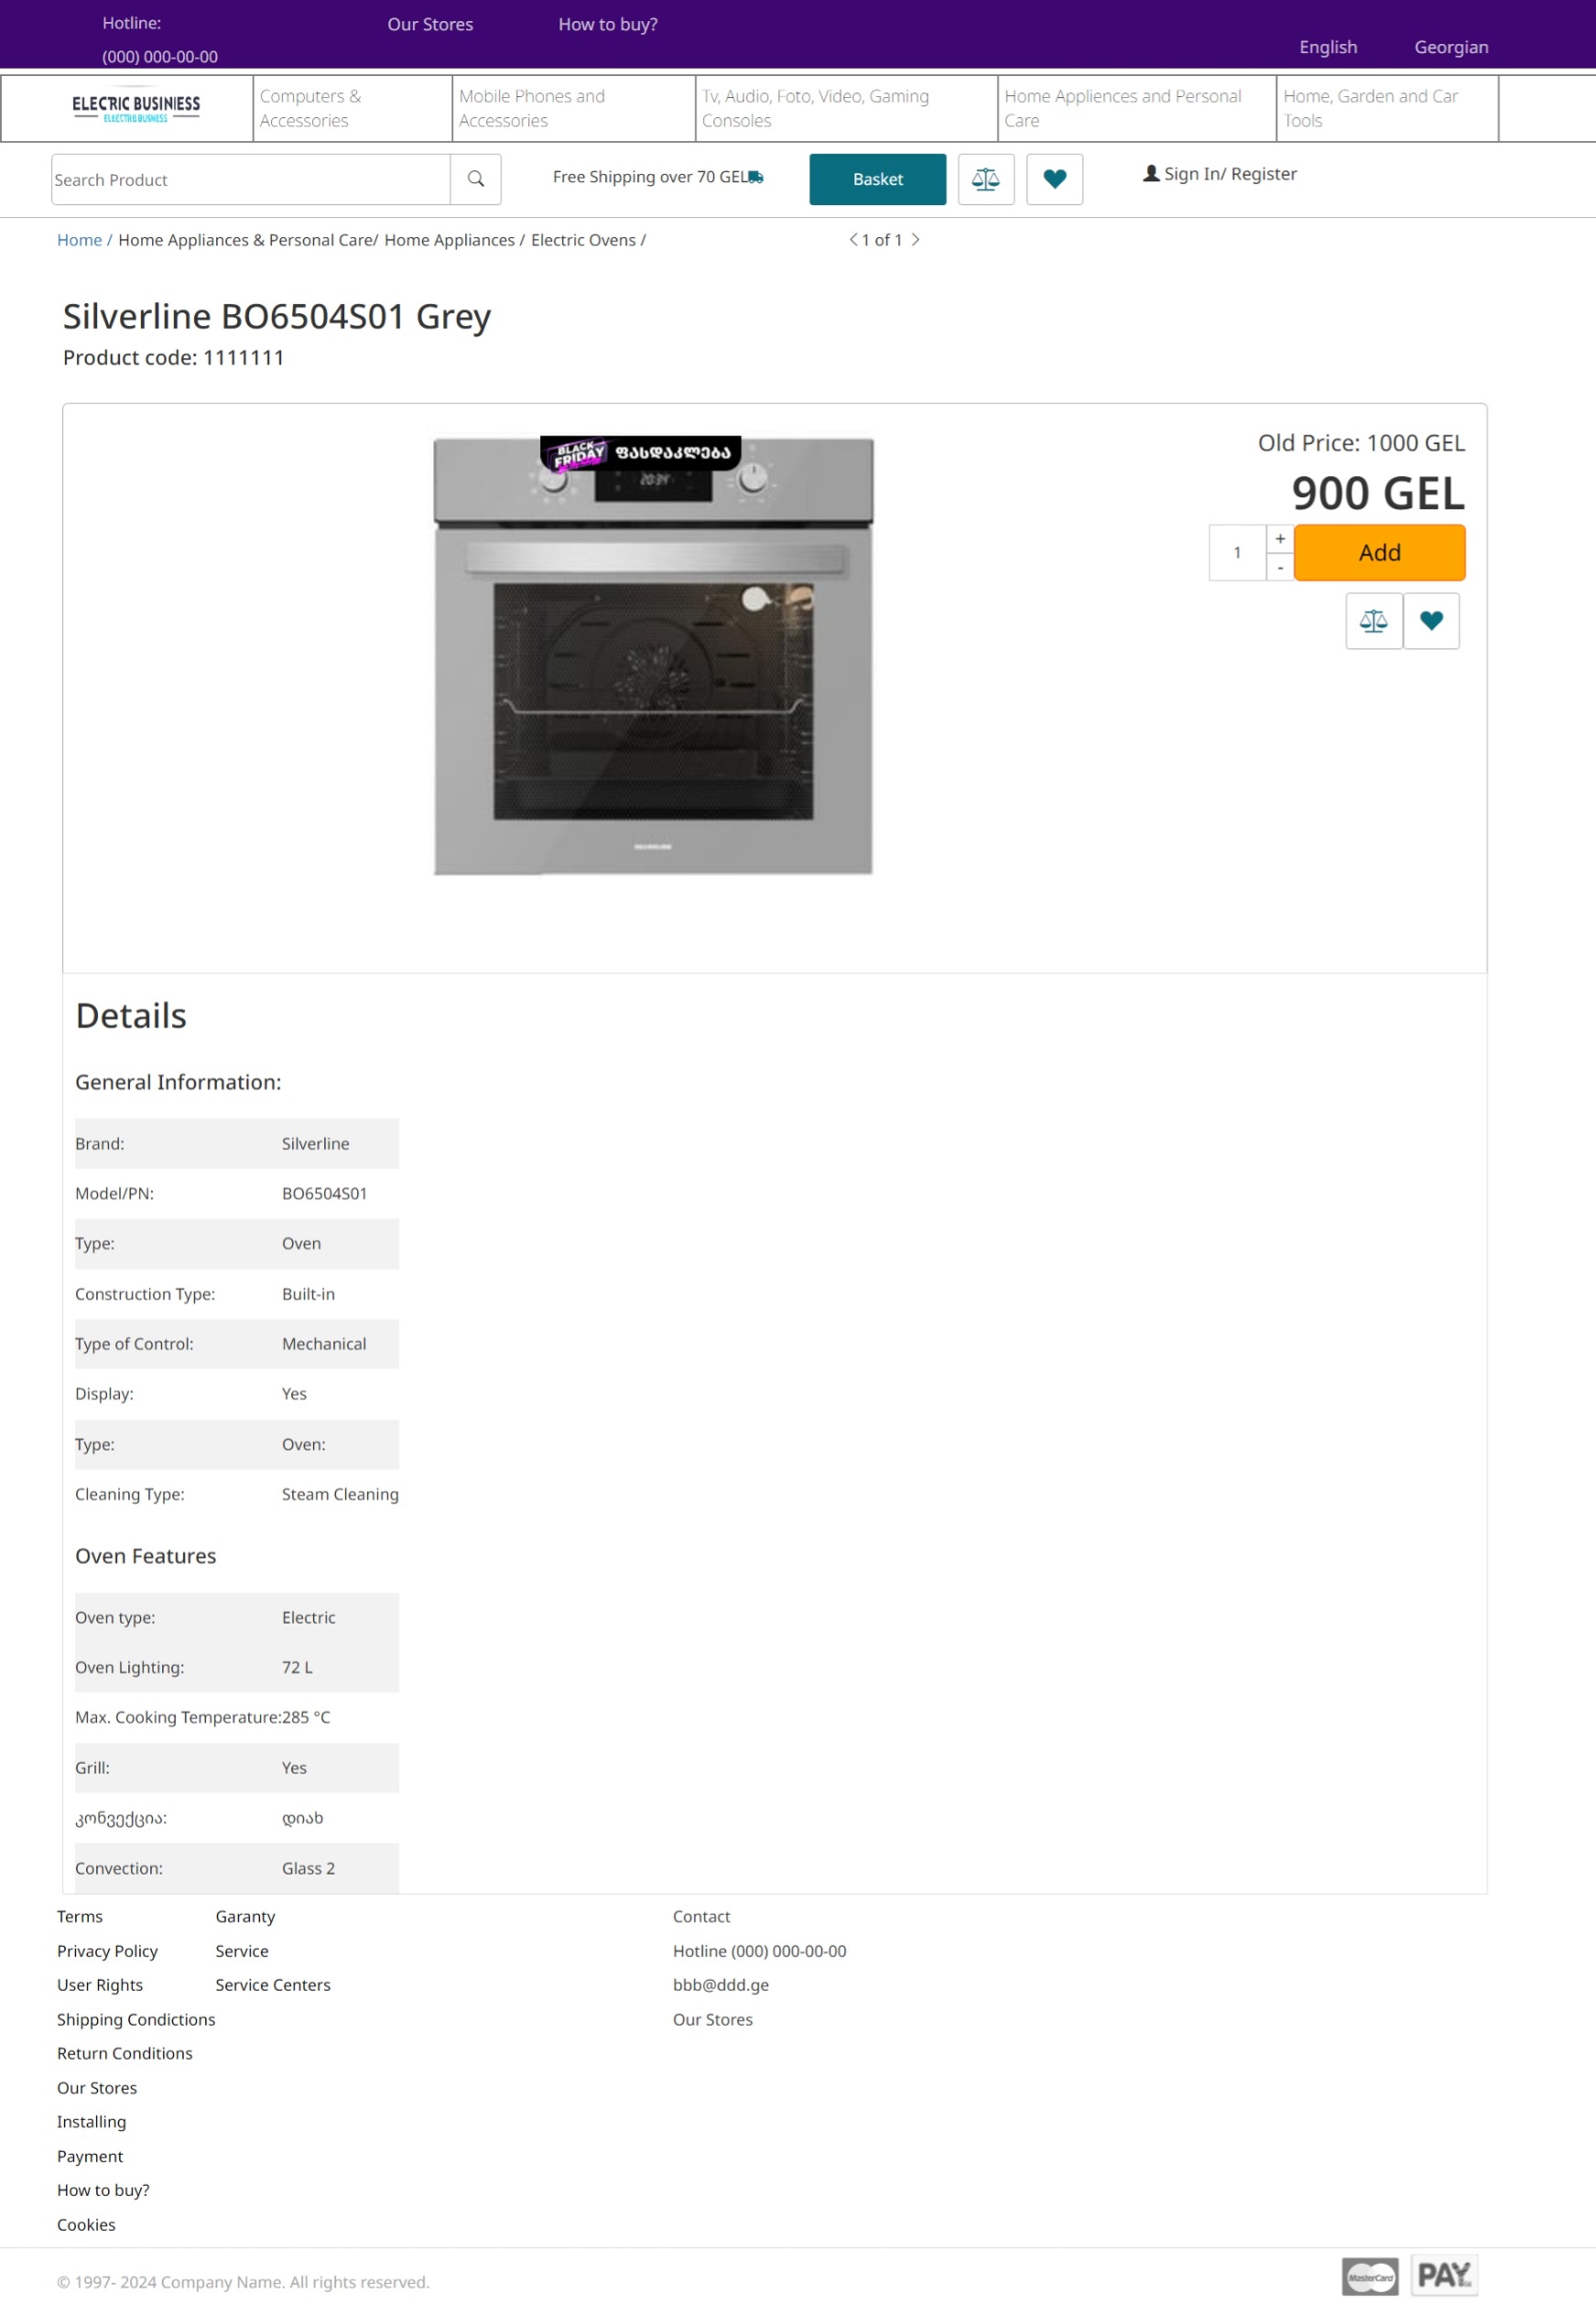 Hotline:
(000) 000-00-00
Our Stores
How to buy?
English
Georgian
ELECTRIC BUSINIESS
Computers &
Accessories
Mobile Phones and
Accessories
Tv, Audio, Foto, Video, Gaming
Consoles
Home Appliances and Personal
Care
Home, Garden and Car
Tools
Search Product
Free Shipping over 70 GEL
Basket
Sign In/ Register
Home / Home Appliances & Personal Care/ Home Appliances / Electric Ovens /
1 of 1
Silverline BO6504S01 Grey
Product code: 1111111
BLACK
FRIDAY
ფასდაკლება
20:34
Old Price: 1000 GEL
900 GEL
1
+
-
Add
Details
General Information:
Brand: Silverline
Model/PN: BO6504S01
Type: Oven
Construction Type: Built-in
Type of Control: Mechanical
Display: Yes
Type: Oven:
Cleaning Type: Steam Cleaning
Oven Features
Oven type: Electric
Oven Lighting: 72 L
Max. Cooking Temperature:285 °C
Grill: Yes
კონვექცია: დიახ
Convection: Glass 2
Terms
Privacy Policy
User Rights
Shipping Condictions
Return Conditions
Our Stores
Installing
Payment
How to buy?
Cookies
Garanty
Service
Service Centers
Contact
Hotline (000) 000-00-00
bbb@ddd.ge
Our Stores
© 1997- 2024 Company Name. All rights reserved.
MasterCard
PAY